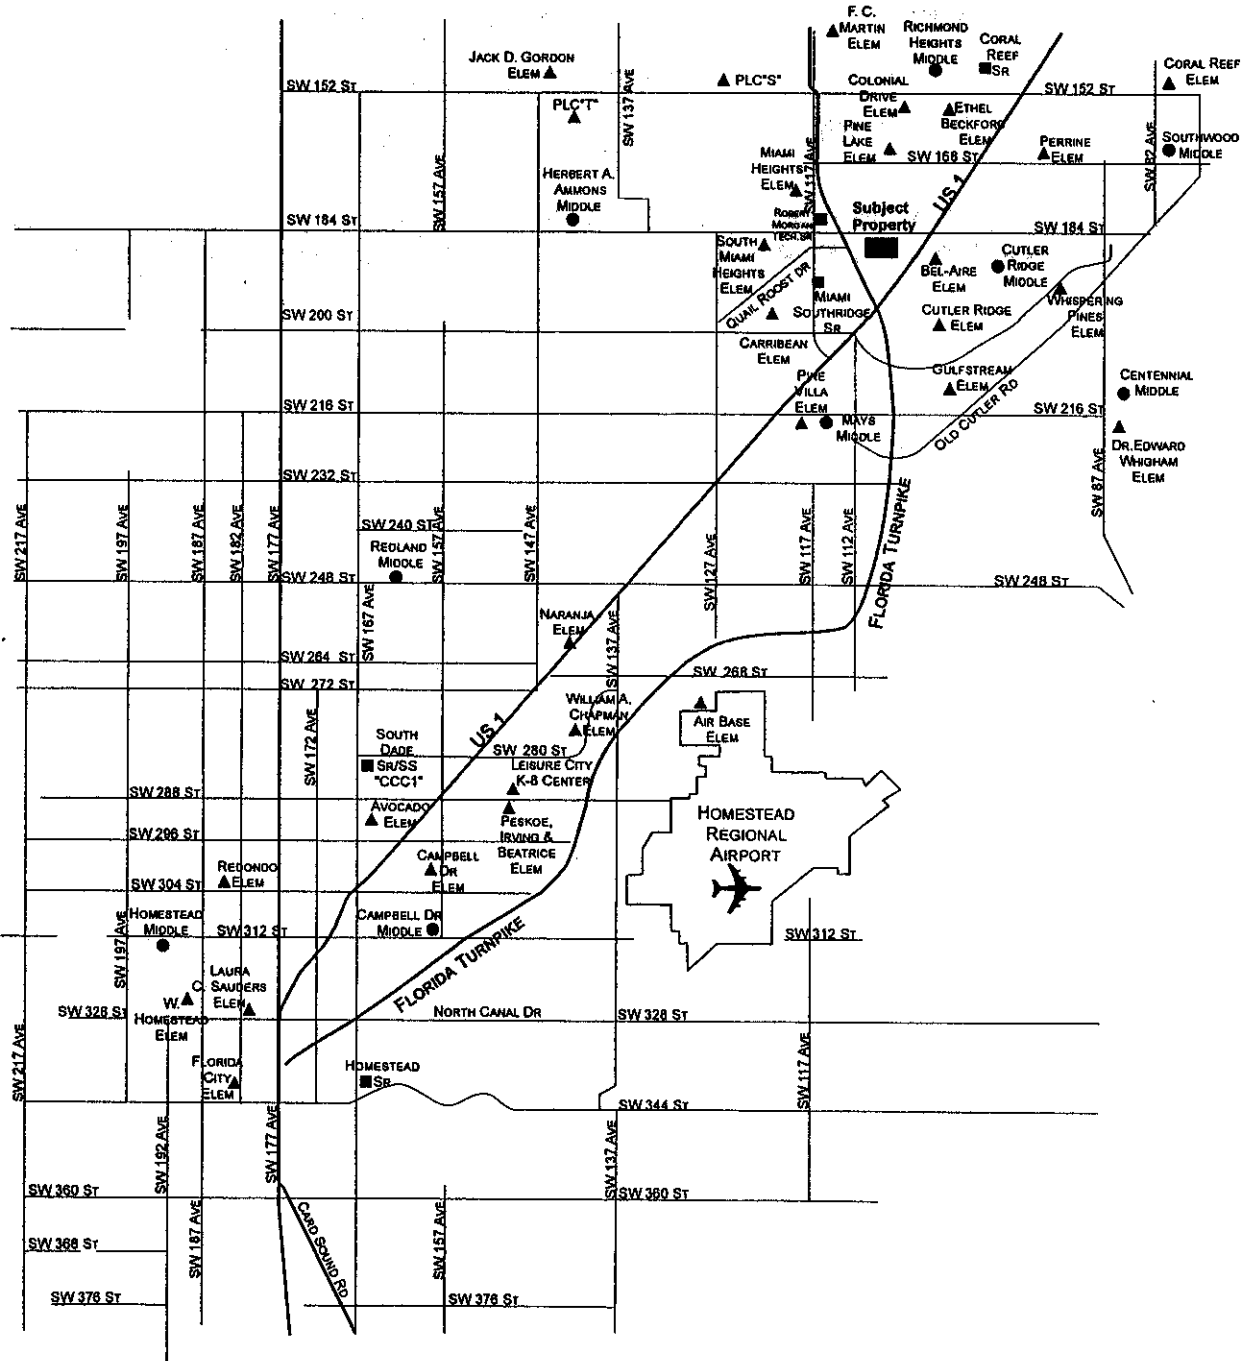 F. C.
MARTIN
ELEM
RICHMOND
HEIGHTS
MIDDLE
CORAL
REEF
SR
JACK D. GORDON
ELEM
PLC"S"
CORAL REEF
ELEM
SW 152 ST
SW 152 ST
COLONIAL
DRIVE
ELEM
ETHEL
BECKFORD
ELEM
PLC"T"
SW 137 AVE
PINE
LAKE
ELEM
SW 168 ST
PERRINE
ELEM
SW 82 AVE
SOUTHWOOD
MIDDLE
MIAMI
HEIGHTS
ELEM
SW 117 AVE
SW 157 AVE
HERBERT A.
AMMONS
MIDDLE
US 1
SW 184 ST
ROBERT
MORGAN
TECH.SR
Subject
Property
SW 184 ST
SOUTH
MIAMI
HEIGHTS
ELEM
BEL-AIRE
ELEM
CUTLER
RIDGE
MIDDLE
QUAIL ROOST DR
MIAMI
SOUTHRIDGE
SR
WHISPERING
PINES
ELEM
SW 200 ST
CUTLER RIDGE
ELEM
CARRIBEAN
ELEM
PINE
VILLA
ELEM
GULFSTREAM
ELEM
CENTENNIAL
MIDDLE
SW 216 ST
MAYS
MIDDLE
OLD CUTLER RD
SW 216 ST
DR.EDWARD
WHIGHAM
ELEM
SW 232 ST
SW 87 AVE
SW 217 AVE
SW 197 AVE
SW 187 AVE
SW 182 AVE
SW 177 AVE
SW 240 ST
SW 157 AVE
SW 147 AVE
SW 127 AVE
SW 117 AVE
SW 112 AVE
FLORIDA TURNPIKE
REDLAND
MIDDLE
SW 248 ST
SW 248 ST
SW 167 AVE
NARANJA
ELEM
SW 137 AVE
SW 264 ST
SW 268 ST
SW 272 ST
WILLIAM A.
CHAPMAN
ELEM
AIR BASE
ELEM
SW 172 AVE
SOUTH
DADE
SR/SS
"CCC1"
US 1
SW 280 ST
LEISURE CITY
K-8 CENTER
SW 288 ST
AVOCADO
ELEM
PESKOE,
IRVING &
BEATRICE
ELEM
HOMESTEAD
REGIONAL
AIRPORT
SW 296 ST
REDONDO
ELEM
CAMPBELL
DR
ELEM
SW 304 ST
HOMESTEAD
MIDDLE
SW 312 ST
CAMPBELL DR
MIDDLE
SW 312 ST
SW 197 AVE
FLORIDA TURNPIKE
LAURA
C. SAUDERS
ELEM
W.
HOMESTEAD
ELEM
SW 328 ST
NORTH CANAL DR
SW 328 ST
SW 217 AVE
FLORIDA
CITY
ELEM
HOMESTEAD
SR
SW 117 AVE
SW 344 ST
SW 192 AVE
SW 177 AVE
SW 137 AVE
SW 360 ST
SW 360 ST
SW 187 AVE
CARD SOUND RD
SW 157 AVE
SW 368 ST
SW 376 ST
SW 376 ST